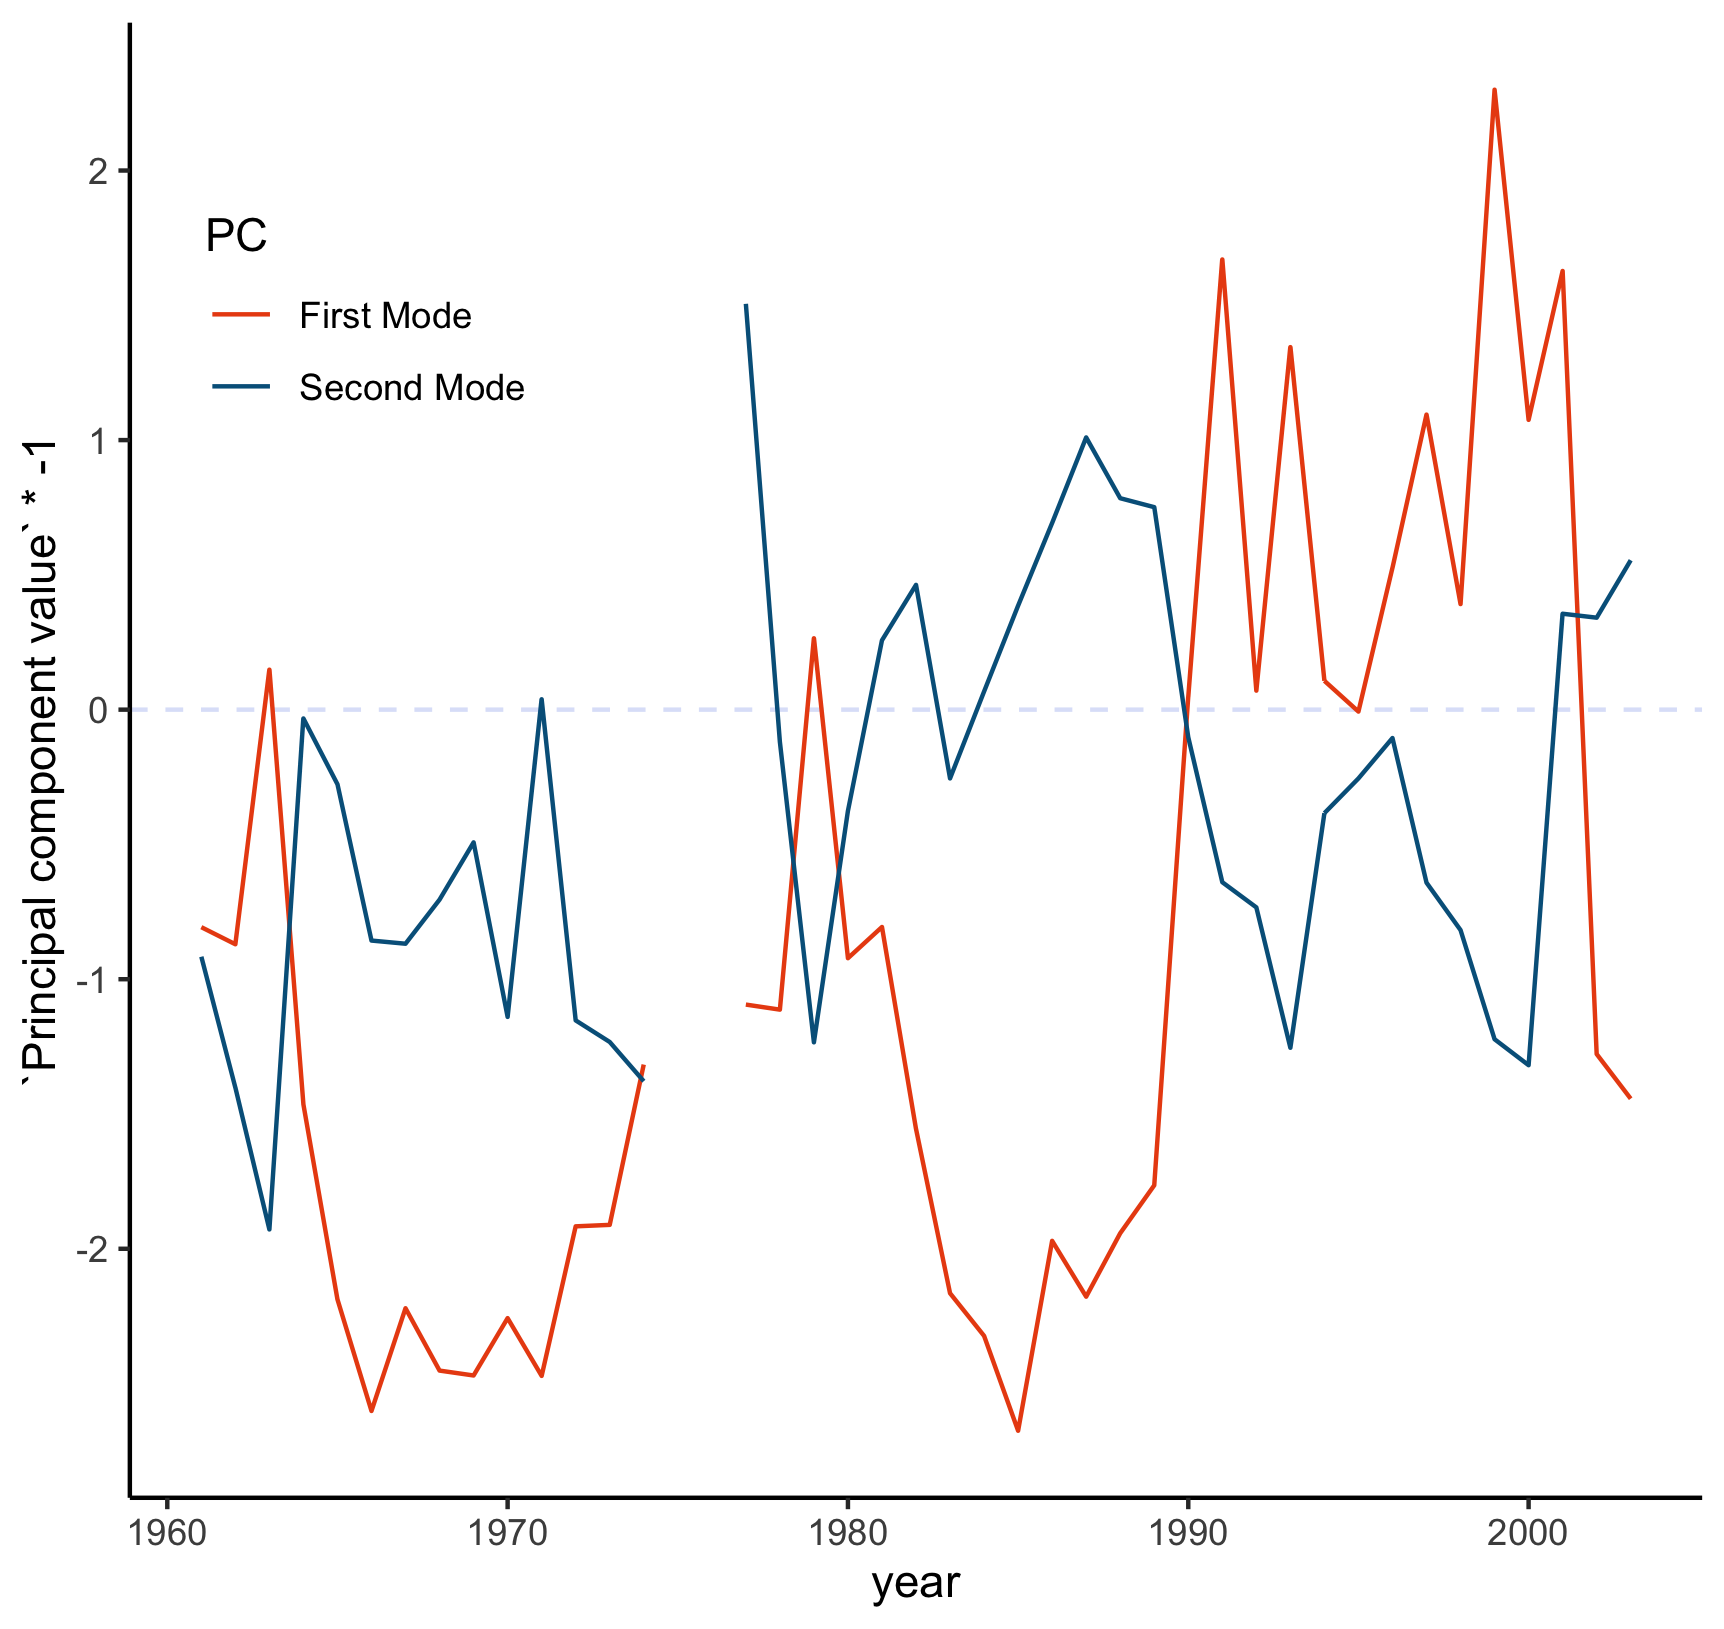 2
1
0
-1
-2
`Principal component value` * -1
PC
First Mode
Second Mode
1960 1970 1980 1990 2000
year